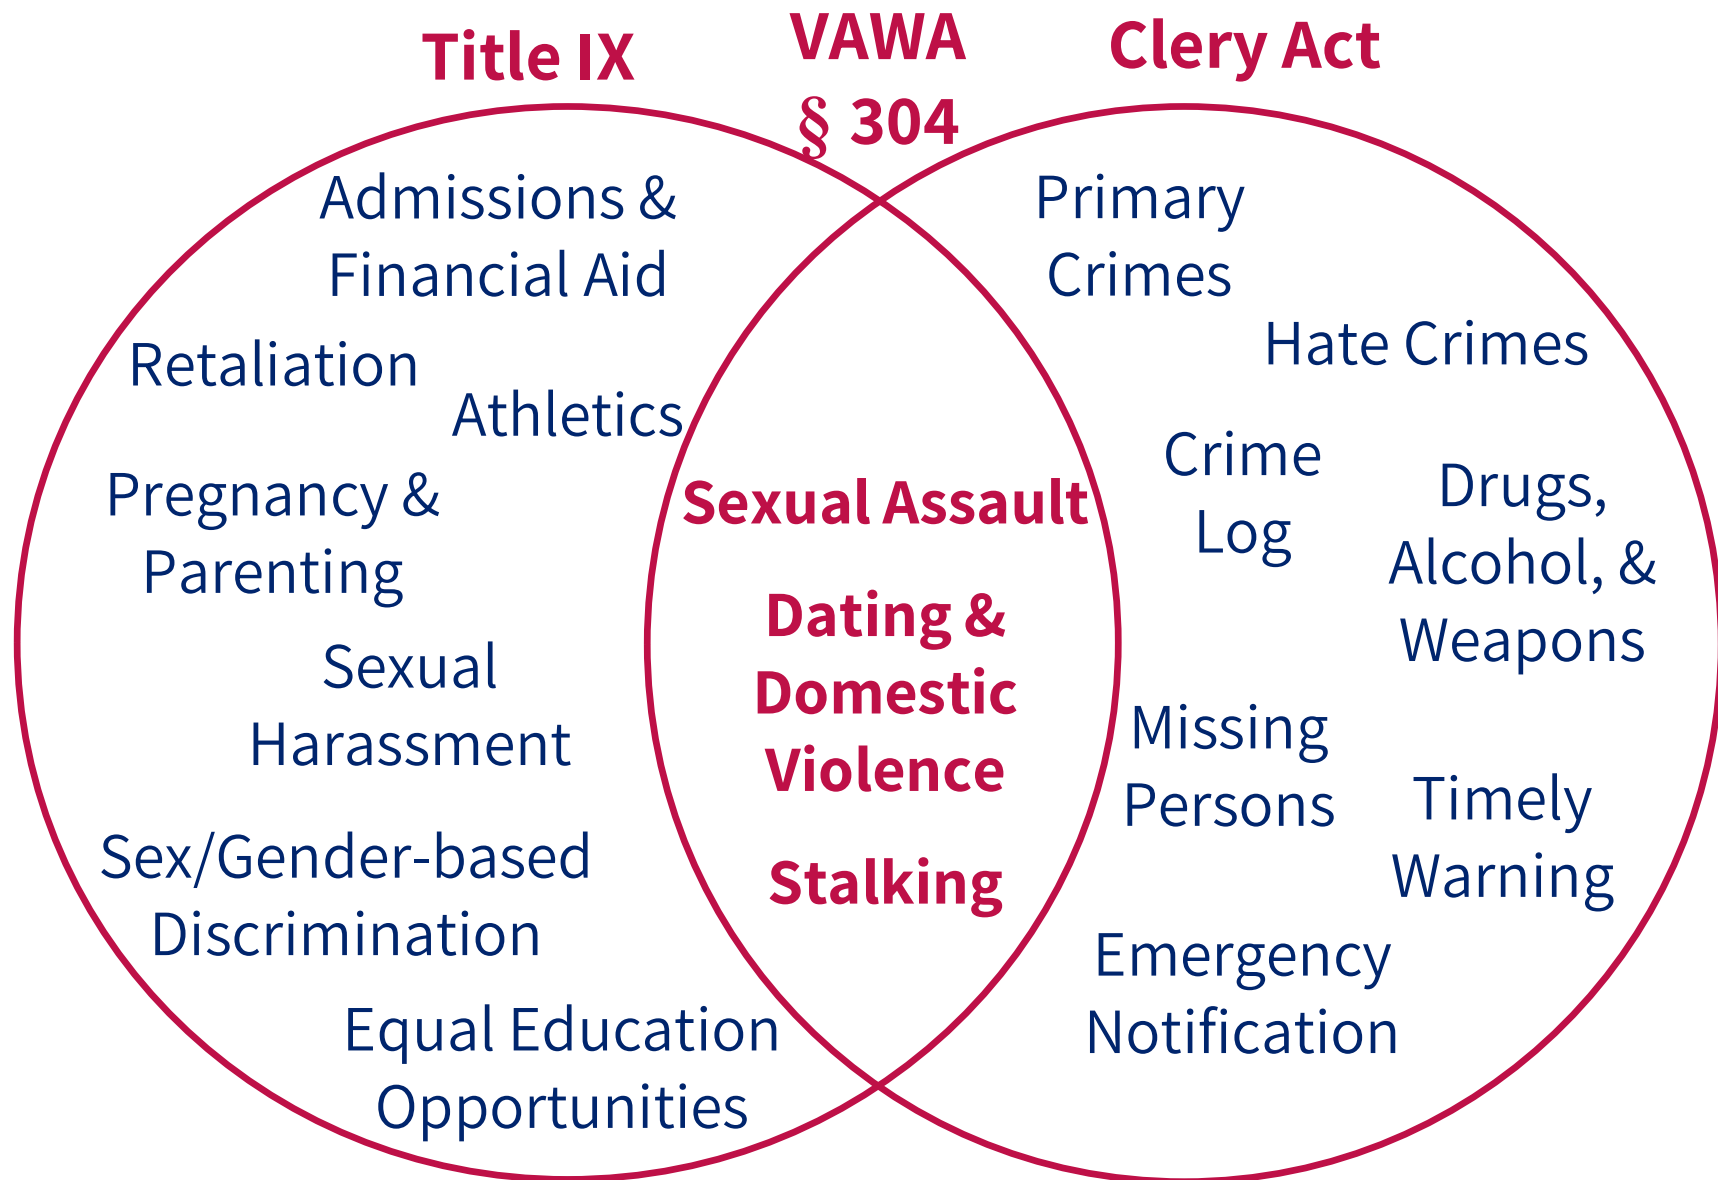 Title IX
VAWA
§ 304
Clery Act
Admissions &
Financial Aid
Retaliation
Athletics
Pregnancy &
Parenting
Sexual
Harassment
Sex/Gender-based
Discrimination
Equal Education
Opportunities
Sexual Assault
Dating &
Domestic
Violence
Stalking
Primary
Crimes
Hate Crimes
Crime
Log
Drugs,
Alcohol, &
Weapons
Missing
Persons
Timely
Warning
Emergency
Notification